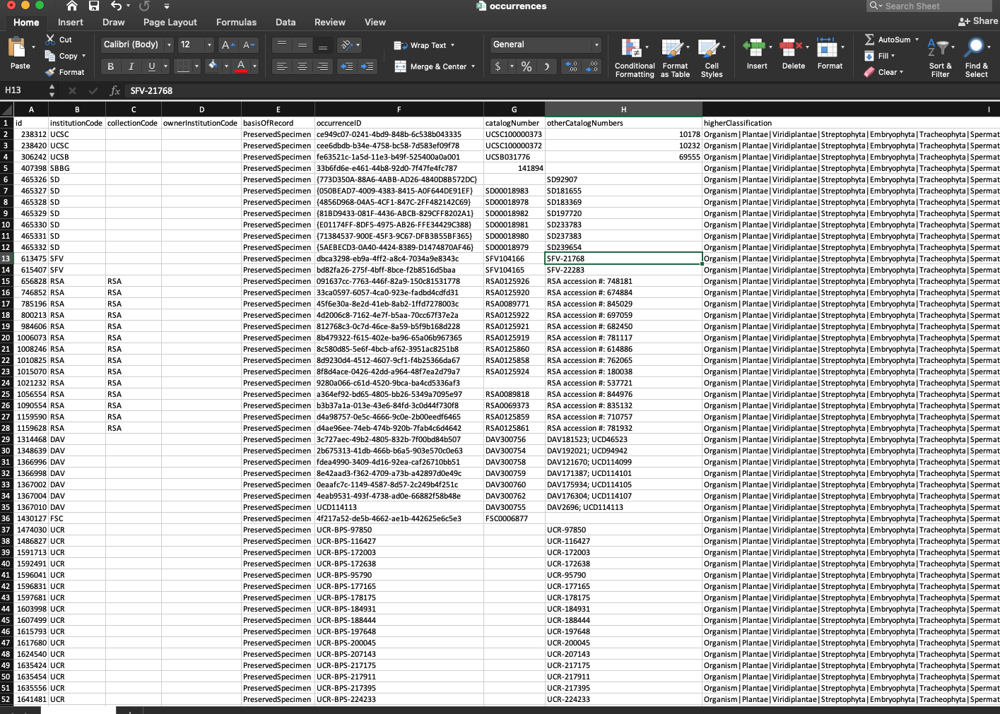 occurrences
Search Sheet
Home Insert Draw Page Layout Formulas Data Review View Share
Paste Cut Copy Format
Calibri (Body) 12 A A
B I U A
Wrap Text
Merge & Center
General
$ % )
Conditional Formatting
Format as Table
Cell Styles
Insert Delete Format
AutoSum
Fill
Clear
Sort & Filter
Find & Select
H13 fx SFV-21768
A B C D E F G H I
1 id institutionCode collectionCode ownerInstitutionCode basisOfRecord occurrenceID catalogNumber otherCatalogNumbers higherClassification
2 238312 UCSC PreservedSpecimen ce949c07-0241-4bd9-848b-6c538b043335 UCSC100000373 10178 Organism|Plantae|Viridiplantae|Streptophyta|Embryophyta|Tracheophyta|Spermat
3 238420 UCSC PreservedSpecimen cee6dbdb-b34e-4758-bc58-7d583ef09f78 UCSC100000372 10232 Organism|Plantae|Viridiplantae|Streptophyta|Embryophyta|Tracheophyta|Spermat
4 306242 UCSB PreservedSpecimen fe63521c-1a5d-11e3-b49f-525400a0a001 UCSB031776 69555 Organism|Plantae|Viridiplantae|Streptophyta|Embryophyta|Tracheophyta|Spermat
5 407398 SBBG PreservedSpecimen 33b6fd6e-e461-44b8-92d0-7f47fe4fc787 141894 Organism|Plantae|Viridiplantae|Streptophyta|Embryophyta|Tracheophyta|Spermat
6 465326 SD PreservedSpecimen {773D350A-88A6-4ABB-AD26-4840D8B572DC} SD92907 Organism|Plantae|Viridiplantae|Streptophyta|Embryophyta|Tracheophyta|Spermat
7 465327 SD PreservedSpecimen {050BEAD7-4009-4383-8415-A0F644DE91EF} SD00018983 SD181655 Organism|Plantae|Viridiplantae|Streptophyta|Embryophyta|Tracheophyta|Spermat
8 465328 SD PreservedSpecimen {4856D968-04A5-4CF1-847C-2FF482142C69} SD00018978 SD183369 Organism|Plantae|Viridiplantae|Streptophyta|Embryophyta|Tracheophyta|Spermat
9 465329 SD PreservedSpecimen {81BD9433-081F-4436-ABCB-829CFF8202A1} SD00018982 SD197720 Organism|Plantae|Viridiplantae|Streptophyta|Embryophyta|Tracheophyta|Spermat
10 465330 SD PreservedSpecimen {E01174FF-8DF5-4975-AB26-FFE34429C388} SD00018981 SD233783 Organism|Plantae|Viridiplantae|Streptophyta|Embryophyta|Tracheophyta|Spermat
11 465331 SD PreservedSpecimen {71384537-900E-45F3-9C67-DFB3B55BF365} SD00018980 SD237383 Organism|Plantae|Viridiplantae|Streptophyta|Embryophyta|Tracheophyta|Spermat
12 465332 SD PreservedSpecimen {5AEBECD3-0A40-4424-8389-D1474870AF46} SD00018979 SD239654 Organism|Plantae|Viridiplantae|Streptophyta|Embryophyta|Tracheophyta|Spermat
13 613475 SFV PreservedSpecimen dbca3298-eb9a-4ff2-a8c4-7034a9e8343c SFV104166 SFV-21768 Organism|Plantae|Viridiplantae|Streptophyta|Embryophyta|Tracheophyta|Spermat
14 615407 SFV PreservedSpecimen bd82fa26-275f-4bff-8bce-f2b8516d5baa SFV104165 SFV-22283 Organism|Plantae|Viridiplantae|Streptophyta|Embryophyta|Tracheophyta|Spermat
15 656828 RSA RSA PreservedSpecimen 091637cc-7763-446f-82a9-150c81531778 RSA0125926 RSA accession #: 748181 Organism|Plantae|Viridiplantae|Streptophyta|Embryophyta|Tracheophyta|Spermat
16 746852 RSA RSA PreservedSpecimen 33ca0597-6057-4ca0-923e-fadbd4cdfd31 RSA0125920 RSA accession #: 674884 Organism|Plantae|Viridiplantae|Streptophyta|Embryophyta|Tracheophyta|Spermat
17 785196 RSA RSA PreservedSpecimen 45f6e30a-8e2d-41eb-8ab2-1ffd7278003c RSA0089771 RSA accession #: 845029 Organism|Plantae|Viridiplantae|Streptophyta|Embryophyta|Tracheophyta|Spermat
18 800213 RSA RSA PreservedSpecimen 4d2006c8-7162-4e7f-b5aa-70cc67f37e2a RSA0125922 RSA accession #: 697059 Organism|Plantae|Viridiplantae|Streptophyta|Embryophyta|Tracheophyta|Spermat
19 984606 RSA RSA PreservedSpecimen 812768c3-0c7d-46ce-8a59-b5f9b168d228 RSA0125921 RSA accession #: 682450 Organism|Plantae|Viridiplantae|Streptophyta|Embryophyta|Tracheophyta|Spermat
20 1006073 RSA RSA PreservedSpecimen 8b479322-f615-402e-ba96-65a06b967365 RSA0125919 RSA accession #: 781117 Organism|Plantae|Viridiplantae|Streptophyta|Embryophyta|Tracheophyta|Spermat
21 1008246 RSA RSA PreservedSpecimen 8c580d85-5e6f-4bcb-af62-3951ac8251b8 RSA0125860 RSA accession #: 614886 Organism|Plantae|Viridiplantae|Streptophyta|Embryophyta|Tracheophyta|Spermat
22 1010825 RSA RSA PreservedSpecimen 8d9230d4-4512-4607-9cf1-f4b25366da67 RSA0125858 RSA accession #: 762065 Organism|Plantae|Viridiplantae|Streptophyta|Embryophyta|Tracheophyta|Spermat
23 1015070 RSA RSA PreservedSpecimen 8f8d4ace-0426-42dd-a964-48f7ea2d79a7 RSA0125924 RSA accession #: 180038 Organism|Plantae|Viridiplantae|Streptophyta|Embryophyta|Tracheophyta|Spermat
24 1021232 RSA RSA PreservedSpecimen 9280a066-c61d-4520-9bca-ba4cd5336af3 RSA accession #: 537721 Organism|Plantae|Viridiplantae|Streptophyta|Embryophyta|Tracheophyta|Spermat
25 1056554 RSA RSA PreservedSpecimen a364ef92-bd65-4805-bb26-5349a7095e97 RSA0089818 RSA accession #: 844976 Organism|Plantae|Viridiplantae|Streptophyta|Embryophyta|Tracheophyta|Spermat
26 1090554 RSA RSA PreservedSpecimen b3b37a1a-013e-43e6-84fd-3c0d44f730f8 RSA0069373 RSA accession #: 835132 Organism|Plantae|Viridiplantae|Streptophyta|Embryophyta|Tracheophyta|Spermat
27 1159590 RSA RSA PreservedSpecimen d4a98757-0e5c-4666-9c0e-2b00eedf6465 RSA0125859 RSA accession #: 710757 Organism|Plantae|Viridiplantae|Streptophyta|Embryophyta|Tracheophyta|Spermat
28 1159628 RSA RSA PreservedSpecimen d4ae96ee-74eb-474b-920b-7fab4c6d4642 RSA0125861 RSA accession #: 781932 Organism|Plantae|Viridiplantae|Streptophyta|Embryophyta|Tracheophyta|Spermat
29 1314468 DAV PreservedSpecimen 3c727aec-49b2-4805-832b-7f00bd84b507 DAV300756 DAV181523; UCD46523 Organism|Plantae|Viridiplantae|Streptophyta|Embryophyta|Tracheophyta|Spermat
30 1348639 DAV PreservedSpecimen 2b675313-41db-466b-b6a5-903e570c0e63 DAV300754 DAV192021; UCD94942 Organism|Plantae|Viridiplantae|Streptophyta|Embryophyta|Tracheophyta|Spermat
31 1366996 DAV PreservedSpecimen fdea4990-3409-4d16-92ea-caf26710bb51 DAV300758 DAV121670; UCD114099 Organism|Plantae|Viridiplantae|Streptophyta|Embryophyta|Tracheophyta|Spermat
32 1366998 DAV PreservedSpecimen 8e42aad3-f362-4709-a73b-a42897d0e49c DAV300759 DAV171387; UCD114101 Organism|Plantae|Viridiplantae|Streptophyta|Embryophyta|Tracheophyta|Spermat
33 1367002 DAV PreservedSpecimen 0eaafc7c-1149-4587-8d57-2c249b4f251c DAV300760 DAV175934; UCD114105 Organism|Plantae|Viridiplantae|Streptophyta|Embryophyta|Tracheophyta|Spermat
34 1367004 DAV PreservedSpecimen 4eab9531-493f-4738-ad0e-66882f58b48e DAV300762 DAV176304; UCD114107 Organism|Plantae|Viridiplantae|Streptophyta|Embryophyta|Tracheophyta|Spermat
35 1367010 DAV PreservedSpecimen UCD114113 DAV300755 DAV2696; UCD114113 Organism|Plantae|Viridiplantae|Streptophyta|Embryophyta|Tracheophyta|Spermat
36 1430127 FSC PreservedSpecimen 4f217a52-de5b-4662-ae1b-442625e6c5e3 FSC0006877 Organism|Plantae|Viridiplantae|Streptophyta|Embryophyta|Tracheophyta|Spermat
37 1474030 UCR PreservedSpecimen UCR-BPS-97850 UCR-97850 Organism|Plantae|Viridiplantae|Streptophyta|Embryophyta|Tracheophyta|Spermat
38 1486827 UCR PreservedSpecimen UCR-BPS-116427 UCR-116427 Organism|Plantae|Viridiplantae|Streptophyta|Embryophyta|Tracheophyta|Spermat
39 1591713 UCR PreservedSpecimen UCR-BPS-172003 UCR-172003 Organism|Plantae|Viridiplantae|Streptophyta|Embryophyta|Tracheophyta|Spermat
40 1592491 UCR PreservedSpecimen UCR-BPS-172638 UCR-172638 Organism|Plantae|Viridiplantae|Streptophyta|Embryophyta|Tracheophyta|Spermat
41 1596041 UCR PreservedSpecimen UCR-BPS-95790 UCR-95790 Organism|Plantae|Viridiplantae|Streptophyta|Embryophyta|Tracheophyta|Spermat
42 1596831 UCR PreservedSpecimen UCR-BPS-177165 UCR-177165 Organism|Plantae|Viridiplantae|Streptophyta|Embryophyta|Tracheophyta|Spermat
43 1597681 UCR PreservedSpecimen UCR-BPS-178175 UCR-178175 Organism|Plantae|Viridiplantae|Streptophyta|Embryophyta|Tracheophyta|Spermat
44 1603998 UCR PreservedSpecimen UCR-BPS-184931 UCR-184931 Organism|Plantae|Viridiplantae|Streptophyta|Embryophyta|Tracheophyta|Spermat
45 1607499 UCR PreservedSpecimen UCR-BPS-188444 UCR-188444 Organism|Plantae|Viridiplantae|Streptophyta|Embryophyta|Tracheophyta|Spermat
46 1615793 UCR PreservedSpecimen UCR-BPS-197648 UCR-197648 Organism|Plantae|Viridiplantae|Streptophyta|Embryophyta|Tracheophyta|Spermat
47 1617680 UCR PreservedSpecimen UCR-BPS-200045 UCR-200045 Organism|Plantae|Viridiplantae|Streptophyta|Embryophyta|Tracheophyta|Spermat
48 1624540 UCR PreservedSpecimen UCR-BPS-207143 UCR-207143 Organism|Plantae|Viridiplantae|Streptophyta|Embryophyta|Tracheophyta|Spermat
49 1635424 UCR PreservedSpecimen UCR-BPS-217175 UCR-217175 Organism|Plantae|Viridiplantae|Streptophyta|Embryophyta|Tracheophyta|Spermat
50 1635454 UCR PreservedSpecimen UCR-BPS-217911 UCR-217911 Organism|Plantae|Viridiplantae|Streptophyta|Embryophyta|Tracheophyta|Spermat
51 1635556 UCR PreservedSpecimen UCR-BPS-217395 UCR-217395 Organism|Plantae|Viridiplantae|Streptophyta|Embryophyta|Tracheophyta|Spermat
52 1641481 UCR PreservedSpecimen UCR-BPS-224233 UCR-224233 Organism|Plantae|Viridiplantae|Streptophyta|Embryophyta|Tracheophyta|Spermat